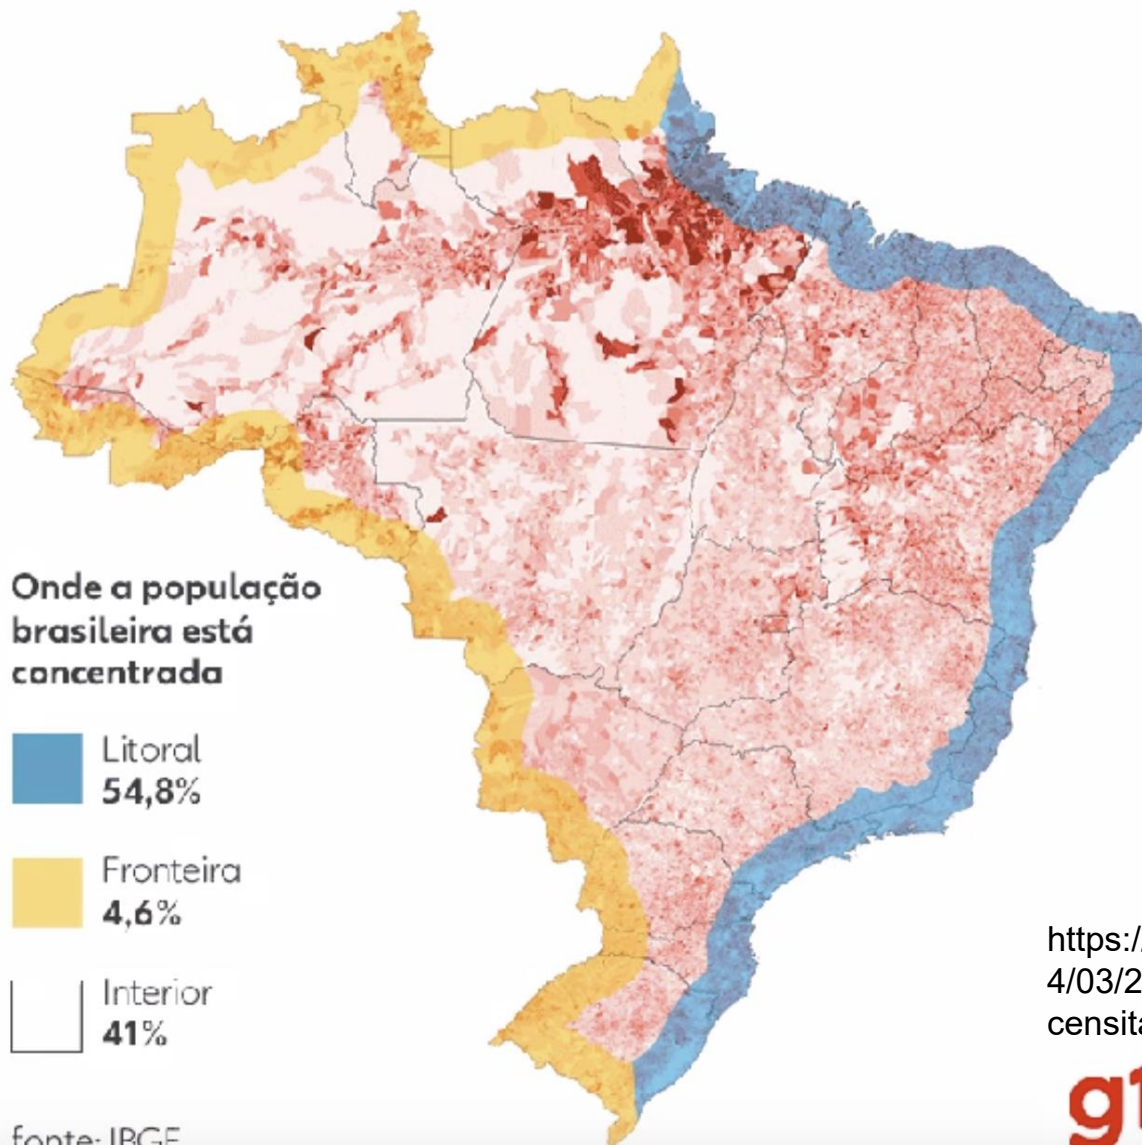 Onde a população
brasileira está
concentrada
Litoral
54,8%
Fronteira
4,6%
Interior
41%
fonte: IBGE
https:/
4/03/2
censitá
g1